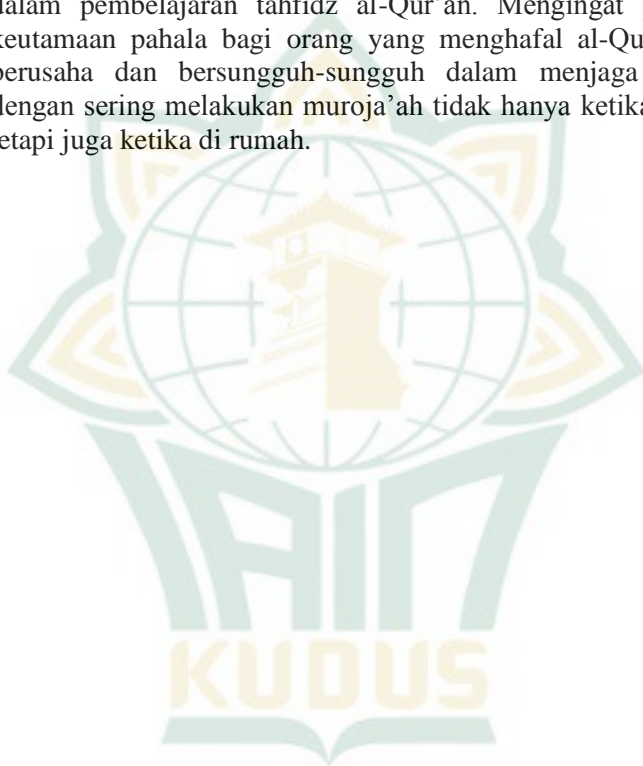 dalam pembelajaran tahfidz al-Qur'an. Mengingat
keutamaan pahala bagi orang yang menghafal al-Qu
berusaha dan bersungguh-sungguh dalam menjaga
dengan sering melakukan muroja'ah tidak hanya ketika
tetapi juga ketika di rumah.
IAIN
KUDUS